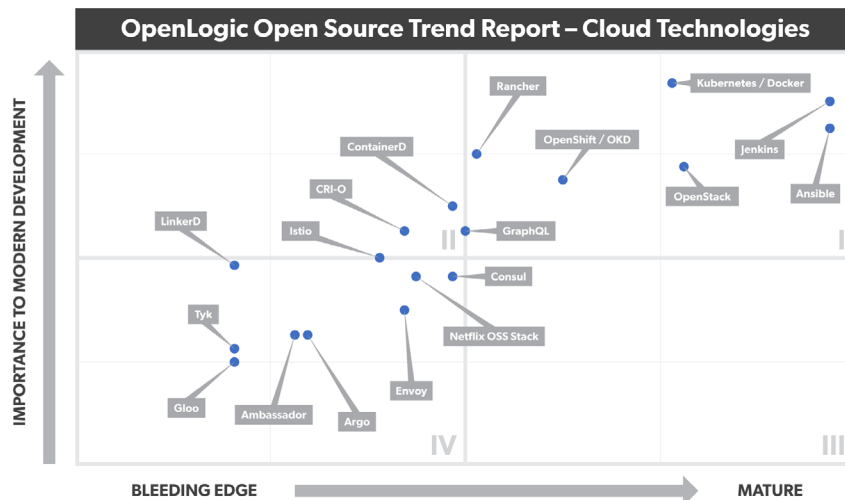 OpenLogic Open Source Trend Report – Cloud Technologies
IMPORTANCE TO MODERN DEVELOPMENT
Rancher
Kubernetes / Docker
ContainerD
OpenShift / OKD
Jenkins
CRI-O
OpenStack
Ansible
LinkerD
Istio
II
GraphQL
I
Consul
Tyk
Netflix OSS Stack
Gloo
Ambassador
Argo
Envoy
IV
III
BLEEDING EDGE
MATURE